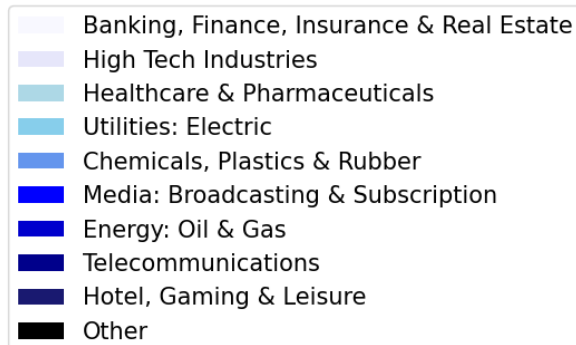 Banking, Finance, Insurance & Real Estate
High Tech Industries
Healthcare & Pharmaceuticals
Utilities: Electric
Chemicals, Plastics & Rubber
Media: Broadcasting & Subscription
Energy: Oil & Gas
Telecommunications
Hotel, Gaming & Leisure
Other